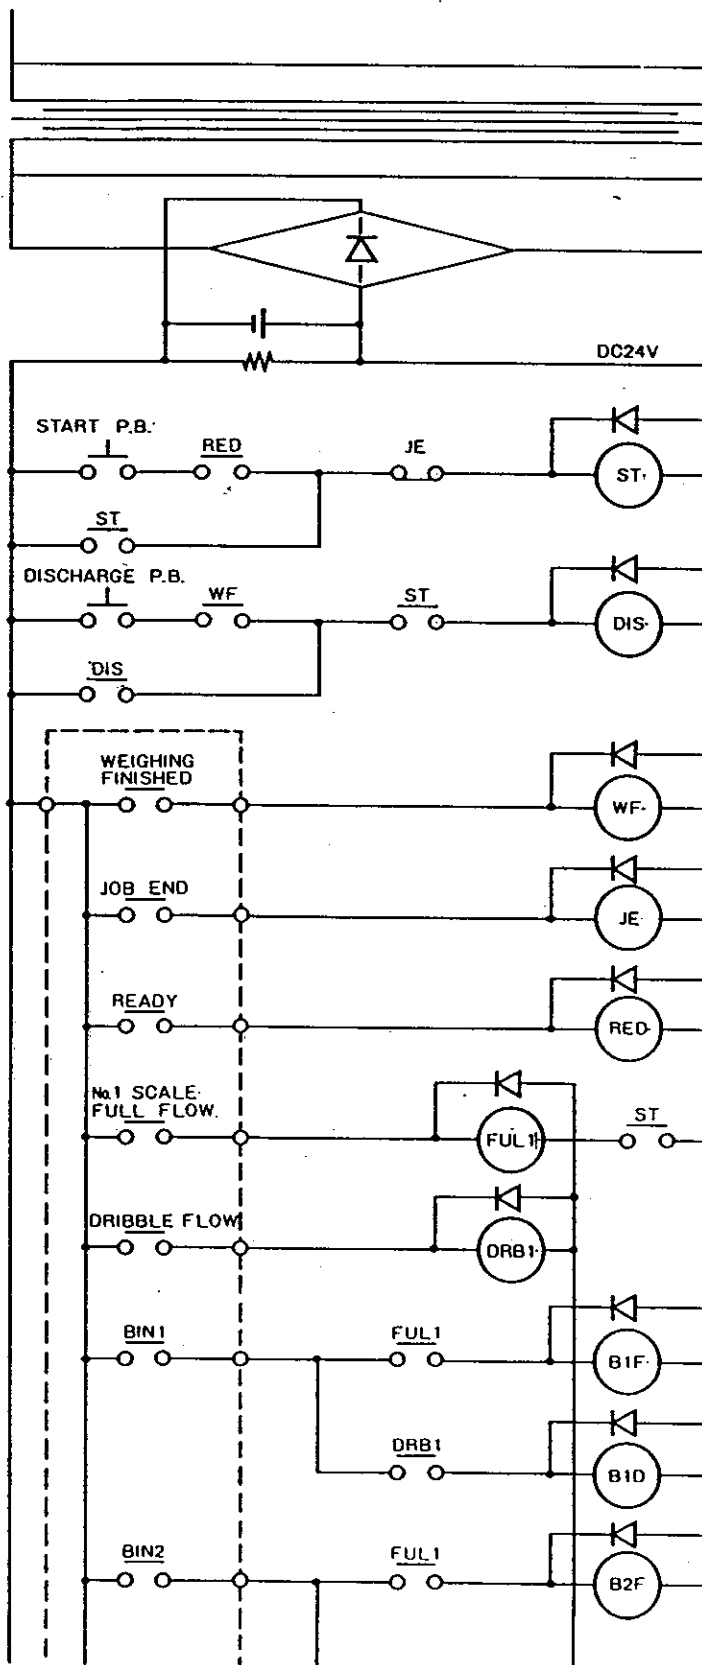 DC24V
START P.B.
RED
JE
ST
ST
DISCHARGE P.B.
WF
ST
DIS
DIS
WEIGHING
FINISHED
WF
JOB END
JE
READY
RED
No.1 SCALE
FULL FLOW
FUL1
ST
DRIBBLE FLOW
DRB1
BIN1
FUL1
B1F
DRB1
B1D
BIN2
FUL1
B2F